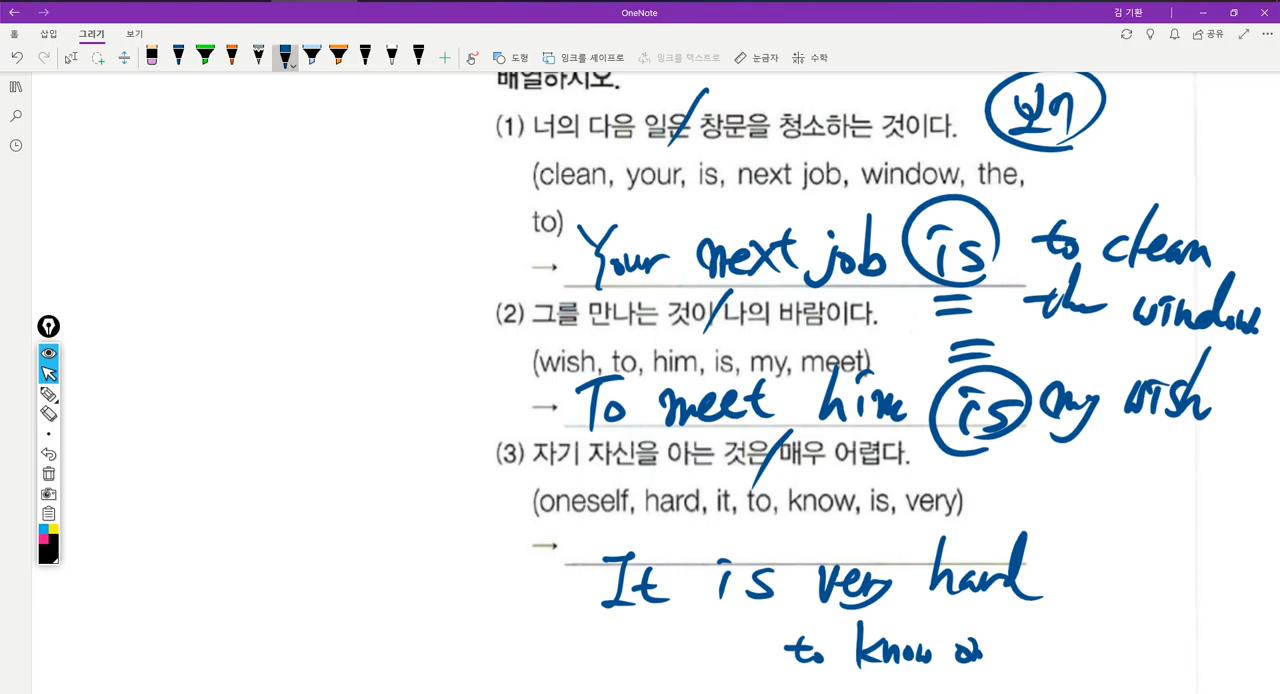 OneNote
김 기환
홈 삽입 그리기 보기
공유
도형 잉크를 셰이프로 잉크를 텍스트로 눈금자 수학
배열하시오.
(1) 너의 다음 일은 창문을 청소하는 것이다.
보어
(clean, your, is, next job, window, the,
to)
→ Your next job is to clean
= the window.
(2) 그를 만나는 것이 나의 바람이다.
=
(wish, to, him, is, my, meet)
→ To meet him is my wish
(3) 자기 자신을 아는 것은 매우 어렵다.
(oneself, hard, it, to, know, is, very)
→
It is very hard
to know on